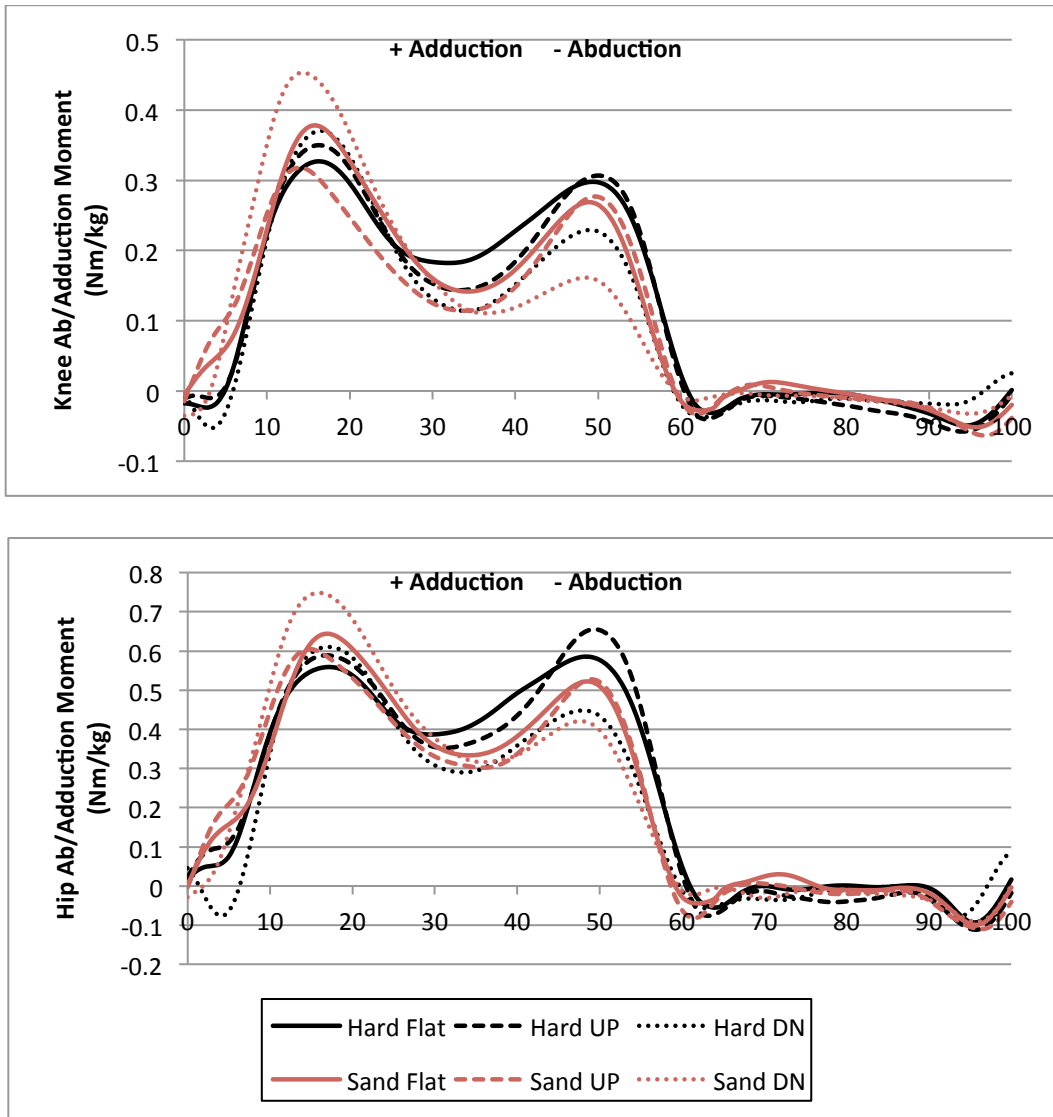 + Adduction - Abduction
Knee Ab/Adduction Moment
(Nm/kg)
0.5
0.4
0.3
0.2
0.1
0
-0.1
0 10 20 30 40 50 60 70 80 90 100
+ Adduction - Abduction
Hip Ab/Adduction Moment
(Nm/kg)
0.8
0.7
0.6
0.5
0.4
0.3
0.2
0.1
0
-0.1
-0.2
0 10 20 30 40 50 60 70 80 90 100
Hard Flat Hard UP Hard DN
Sand Flat Sand UP Sand DN